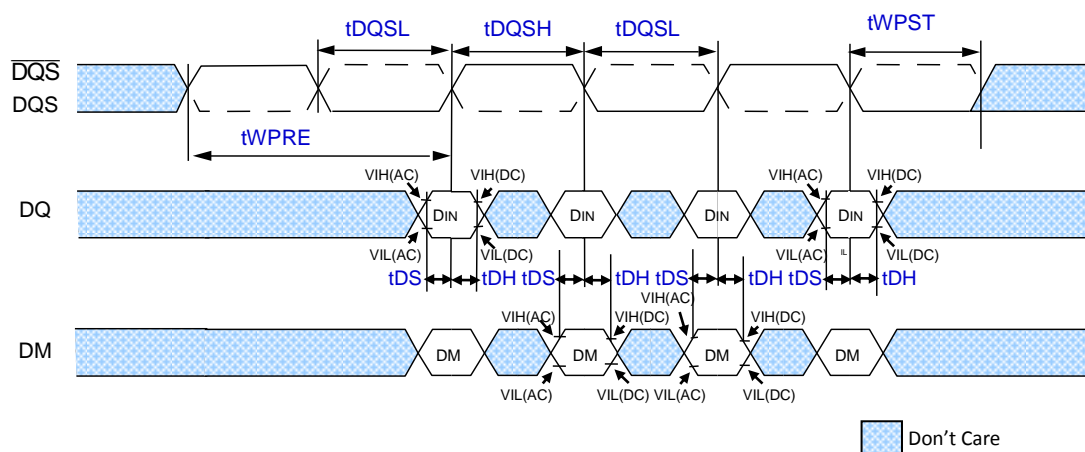 tDQSL tDQSH tDQSL tWPST
DQS
DQS
tWPRE
VIH(AC) VIH(DC) VIH(AC) VIH(DC)
DQ DIN DIN DIN DIN
VIL(AC) VIL(DC) VIL(AC) IL VIL(DC)
tDS tDH tDS tDH tDS tDH tDS tDH
VIH(AC) VIH(DC) VIH(AC) VIH(DC)
DM DM DM DM DM
VIL(AC) VIL(DC) VIL(AC) VIL(DC)
Don't Care